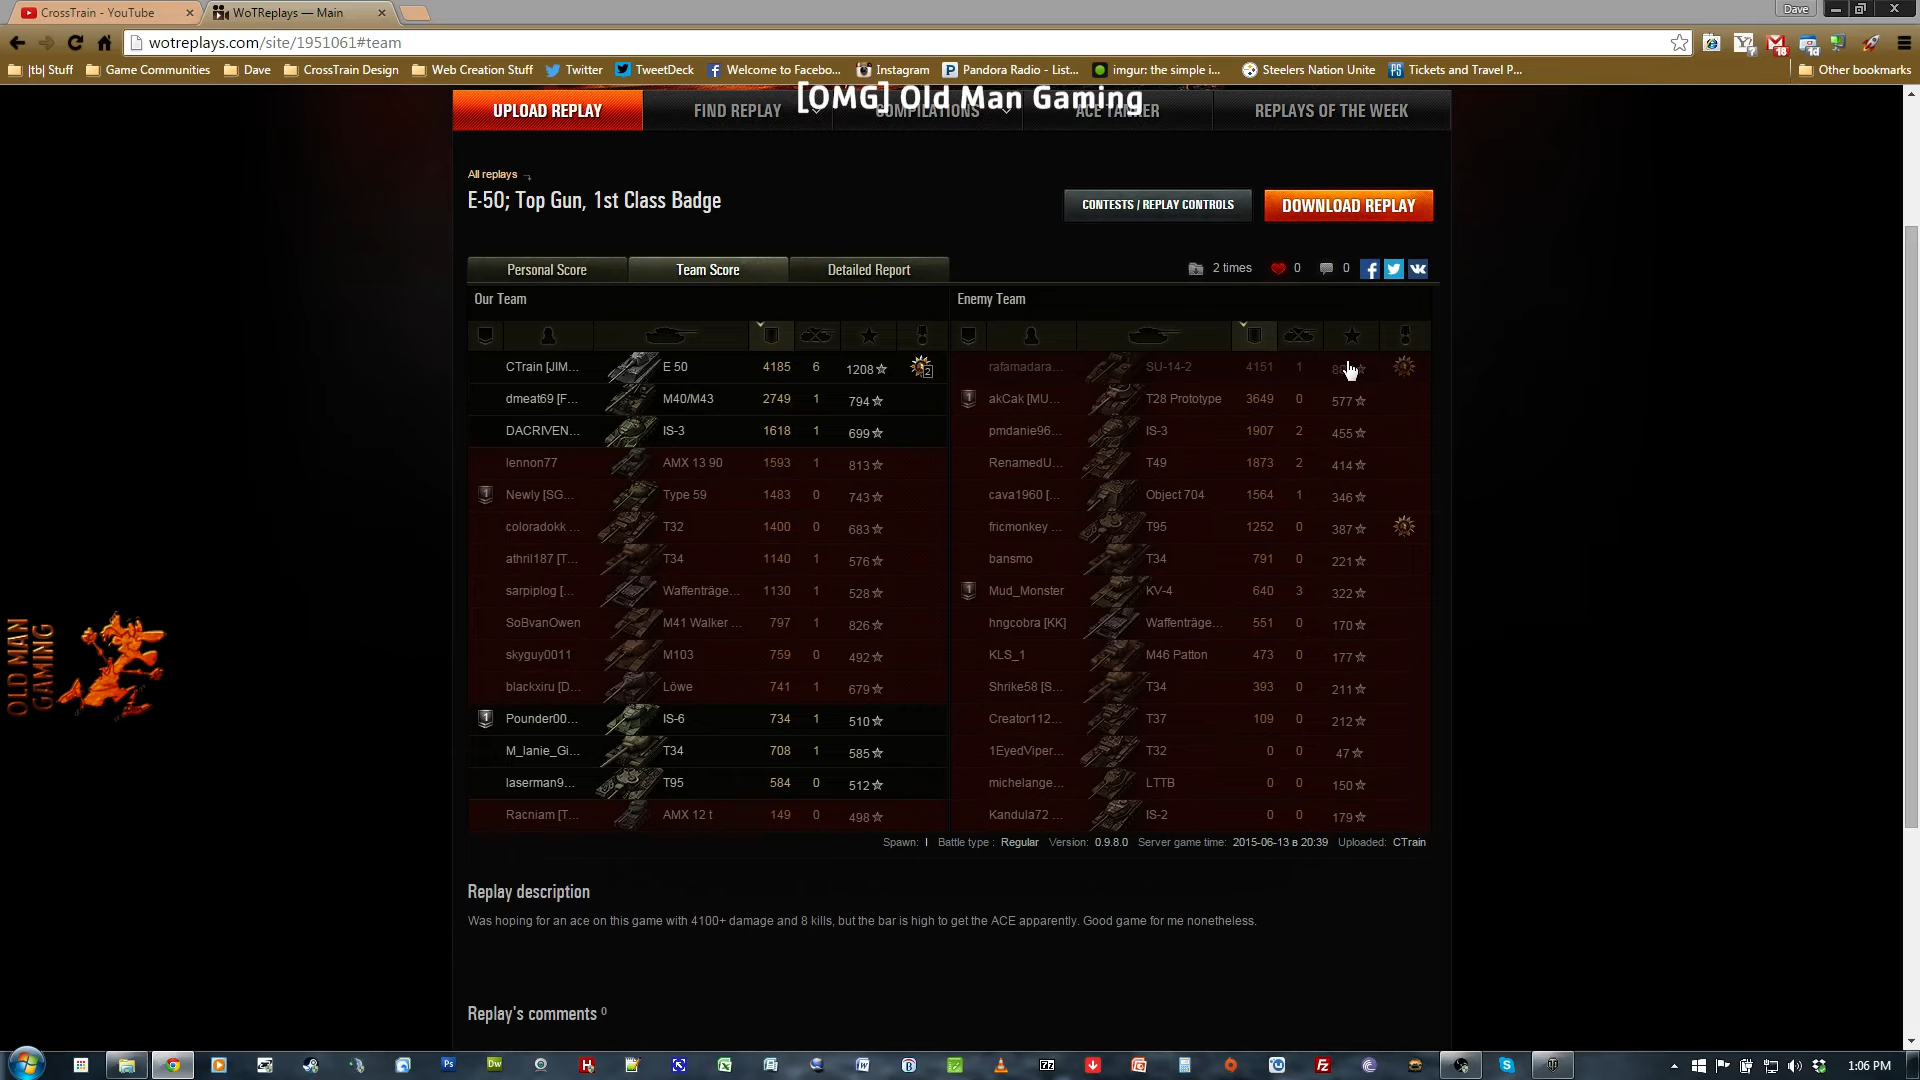 CrossTrain - YouTube
WoTReplays — Main
Dave
wotreplays.com/site/1951061#team
|tb| Stuff Game Communities Dave CrossTrain Design Web Creation Stuff Twitter TweetDeck Welcome to Facebo... Instagram Pandora Radio - List... imgur: the simple i... Steelers Nation Unite Tickets and Travel P... Other bookmarks
[OMG] Old Man Gaming
UPLOAD REPLAY FIND REPLAY COMPILATIONS ACE TANKER REPLAYS OF THE WEEK
All replays
E-50; Top Gun, 1st Class Badge
CONTESTS / REPLAY CONTROLS DOWNLOAD REPLAY
Personal Score Team Score Detailed Report 2 times 0 0
Our Team Enemy Team
CTrain [JIM... E 50 4185 6 1208 2 rafamadara... SU-14-2 4151 1
dmeat69 [F... M40/M43 2749 1 794 1 akCak [MU... T28 Prototype 3649 0 577
DACRIVEN... IS-3 1618 1 699 pmdanie96... IS-3 1907 2 455
lennon77 AMX 13 90 1593 1 813 RenamedU... T49 1873 2 414
1 Newly [SG... Type 59 1483 0 743 cava1960 [... Object 704 1564 1 346
coloradokk ... T32 1400 0 683 fricmonkey ... T95 1252 0 387
athril187 [T... T34 1140 1 576 bansmo T34 791 0 221
sarpiplog [... Waffenträge... 1130 1 528 1 Mud_Monster KV-4 640 3 322
SoBvanOwen M41 Walker ... 797 1 826 hngcobra [KK] Waffenträge... 551 0 170
skyguy0011 M103 759 0 492 KLS_1 M46 Patton 473 0 177
blackxiru [D... Löwe 741 1 679 Shrike58 [S... T34 393 0 211
1 Pounder00... IS-6 734 1 510 Creator112... T37 109 0 212
M_lanie_Gi... T34 708 1 585 1EyedViper... T32 0 0 47
laserman9... T95 584 0 512 michelange... LTTB 0 0 150
Racniam [T... AMX 12 t 149 0 498 Kandula72 ... IS-2 0 0 179
Spawn: I Battle type : Regular Version: 0.9.8.0 Server game time: 2015-06-13 в 20:39 Uploaded: CTrain
OLD MAN
GAMING
Replay description
Was hoping for an ace on this game with 4100+ damage and 8 kills, but the bar is high to get the ACE apparently. Good game for me nonetheless.
Replay's comments 0
1:06 PM